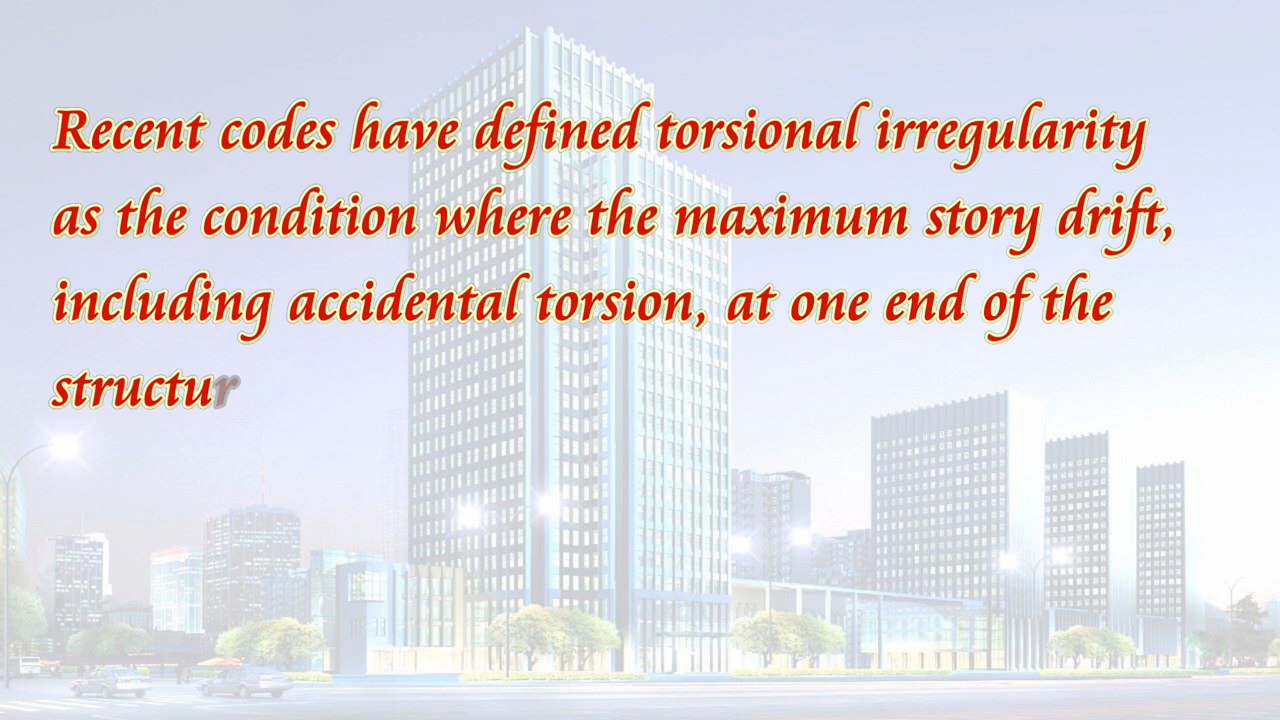 Recent codes have defined torsional irregularity
as the condition where the maximum story drift,
including accidental torsion, at one end of the
structur